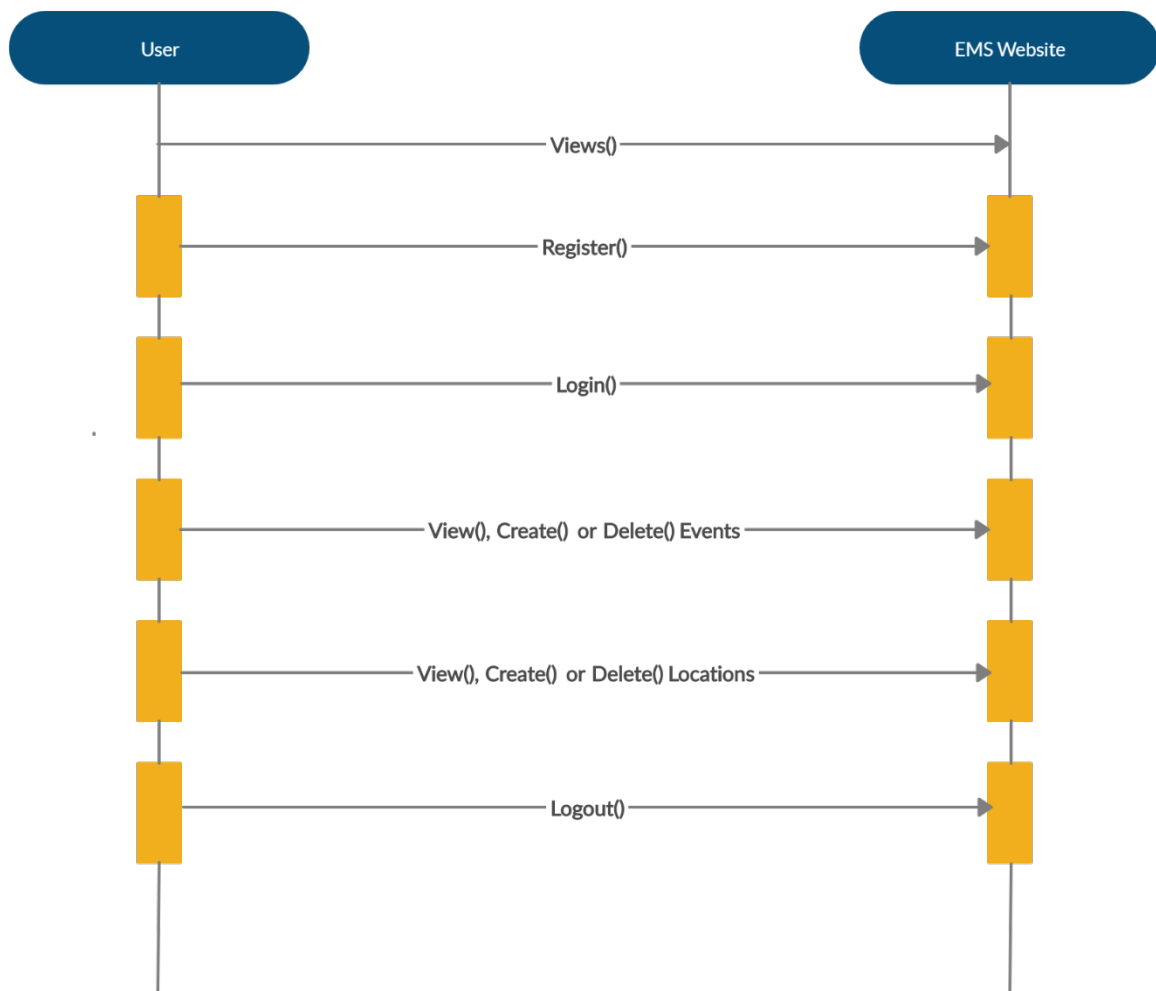 User
EMS Website
Views()
Register()
Login()
View(), Create() or Delete() Events
View(), Create() or Delete() Locations
Logout()